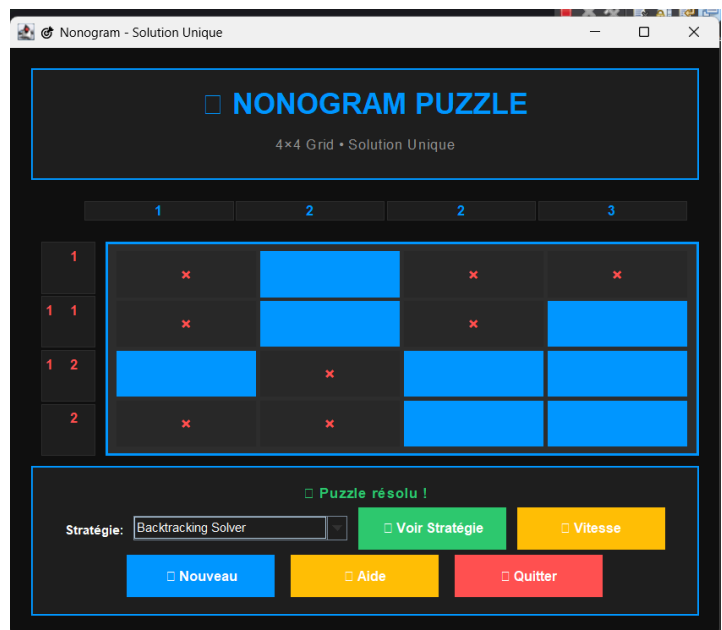 Nonogram - Solution Unique
NONOGRAM PUZZLE
4×4 Grid • Solution Unique
1 2 2 3
1
1 1
1 2
2
Puzzle résolu !
Stratégie: Backtracking Solver Voir Stratégie Vitesse
Nouveau Aide Quitter